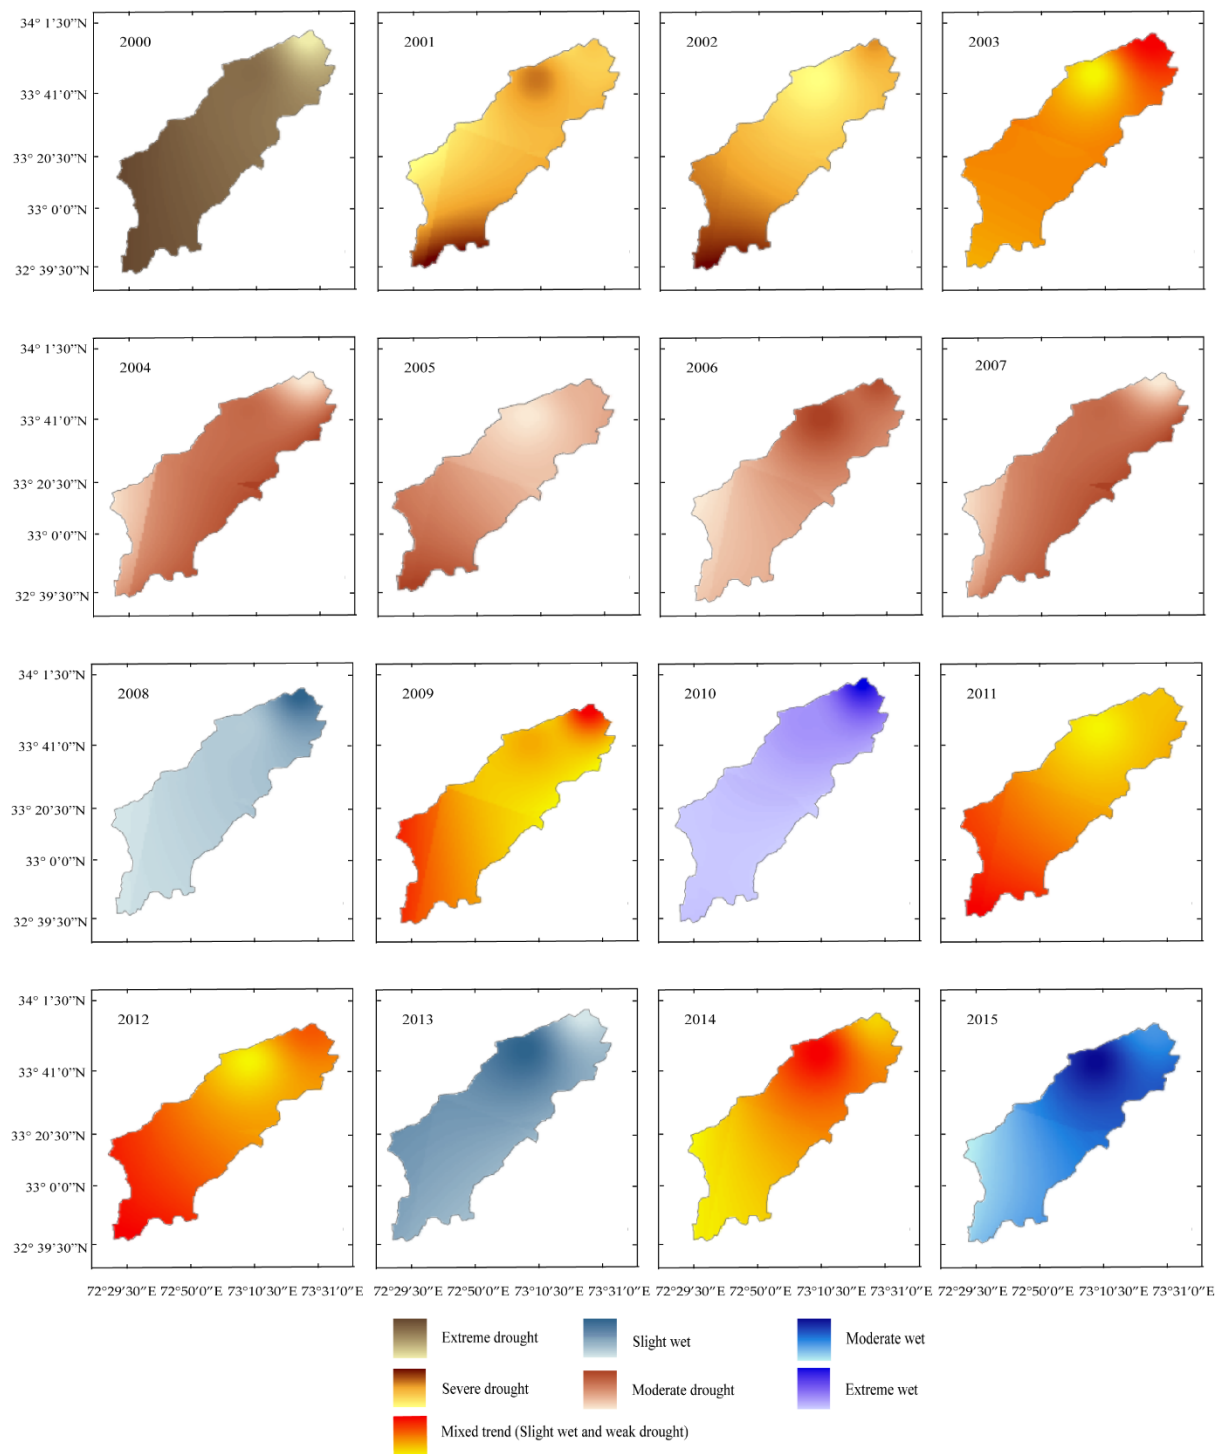 34° 1'30"N
2000
2001
2002
2003
33° 41'0"N
33° 20'30"N
33° 0'0"N
32° 39'30"N
34° 1'30"N
2004
2005
2006
2007
33° 41'0"N
33° 20'30"N
33° 0'0"N
32° 39'30"N
34° 1'30"N
2008
2009
2010
2011
33° 41'0"N
33° 20'30"N
33° 0'0"N
32° 39'30"N
34° 1'30"N
2012
2013
2014
2015
33° 41'0"N
33° 20'30"N
33° 0'0"N
32° 39'30"N
72°29'30"E 72°50'0"E 73°10'30"E 73°31'0"E 72°29'30"E 72°50'0"E 73°10'30"E 73°31'0"E 72°29'30"E 72°50'0"E 73°10'30"E 73°31'0"E 72°29'30"E 72°50'0"E 73°10'30"E 73°31'0"E
Extreme drought
Slight wet
Moderate wet
Severe drought
Moderate drought
Extreme wet
Mixed trend (Slight wet and weak drought)